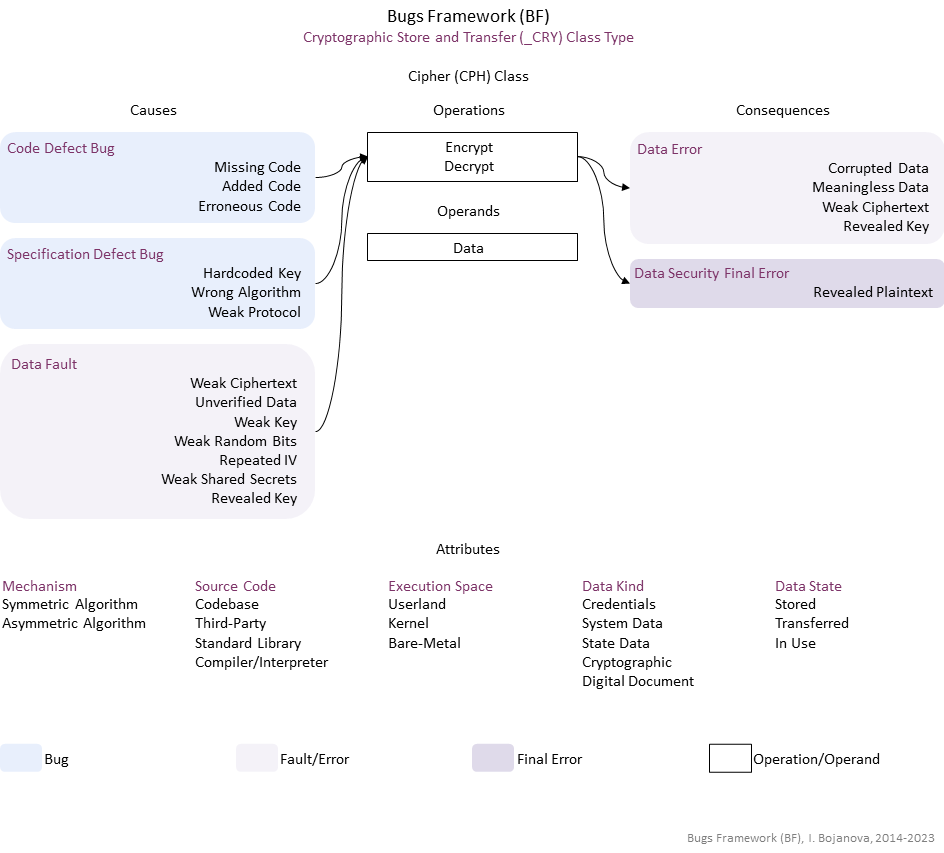 Bugs Framework (BF)
Cryptographic Store and Transfer (_CRY) Class Type
Cipher (CPH) Class
Causes
Operations
Consequences
Code Defect Bug
Missing Code
Added Code
Erroneous Code
Specification Defect Bug
Hardcoded Key
Wrong Algorithm
Weak Protocol
Data Fault
Weak Ciphertext
Unverified Data
Weak Key
Weak Random Bits
Repeated IV
Weak Shared Secrets
Revealed Key
Encrypt
Decrypt
Operands
Data
Data Error
Corrupted Data
Meaningless Data
Weak Ciphertext
Revealed Key
Data Security Final Error
Revealed Plaintext
Attributes
Mechanism
Symmetric Algorithm
Asymmetric Algorithm
Source Code
Codebase
Third-Party
Standard Library
Compiler/Interpreter
Execution Space
Userland
Kernel
Bare-Metal
Data Kind
Credentials
System Data
State Data
Cryptographic
Digital Document
Data State
Stored
Transferred
In Use
Bug
Fault/Error
Final Error
Operation/Operand
Bugs Framework (BF), I. Bojanova, 2014-2023